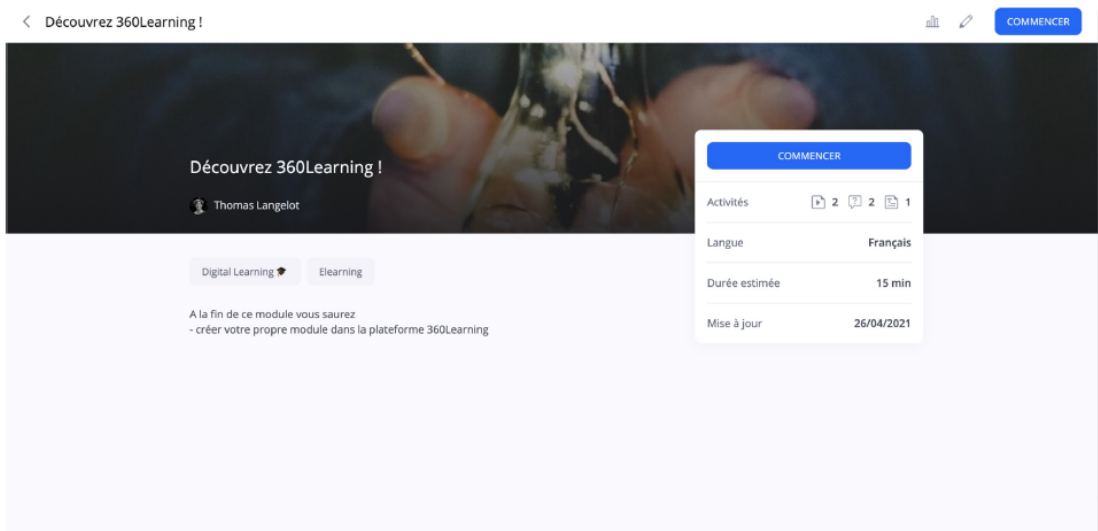 Découvrez 360Learning !
COMMENCER
Découvrez 360Learning !
Thomas Langelot
COMMENCER
Activités 2 2 1
Langue Français
Durée estimée 15 min
Mise à jour 26/04/2021
Digital Learning🎓 Elearning
A la fin de ce module vous saurez
- créer votre propre module dans la plateforme 360Learning